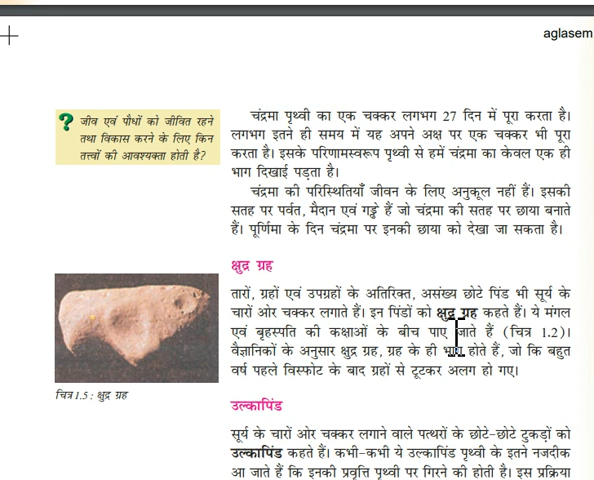 aglasem
? जीव एवं पौधों को जीवित रहने
तथा विकास करने के लिए किन
तत्त्वों की आवश्यकता होती है?
चंद्रमा पृथ्वी का एक चक्कर लगभग 27 दिन में पूरा करता है।
लगभग इतने ही समय में यह अपने अक्ष पर एक चक्कर भी पूरा
करता है। इसके परिणामस्वरूप पृथ्वी से हमें चंद्रमा का केवल एक ही
भाग दिखाई पड़ता है।
चंद्रमा की परिस्थितियाँ जीवन के लिए अनुकूल नहीं हैं। इसकी
सतह पर पर्वत, मैदान एवं गड्ढे हैं जो चंद्रमा की सतह पर छाया बनाते
हैं। पूर्णिमा के दिन चंद्रमा पर इनकी छाया को देखा जा सकता है।
क्षुद्र ग्रह
तारों, ग्रहों एवं उपग्रहों के अतिरिक्त, असंख्य छोटे पिंड भी सूर्य के
चारों ओर चक्कर लगाते हैं। इन पिंडों को क्षुद्र ग्रह कहते हैं। ये मंगल
एवं बृहस्पति की कक्षाओं के बीच पाए जाते हैं (चित्र 1.2)।
वैज्ञानिकों के अनुसार क्षुद्र ग्रह, ग्रह के ही भाग होते हैं, जो कि बहुत
वर्ष पहले विस्फोट के बाद ग्रहों से टूटकर अलग हो गए।
चित्र 1.5 : क्षुद्र ग्रह
उल्कापिंड
सूर्य के चारों ओर चक्कर लगाने वाले पत्थरों के छोटे-छोटे टुकड़ों को
उल्कापिंड कहते हैं। कभी-कभी ये उल्कापिंड पृथ्वी के इतने नजदीक
आ जाते हैं कि इनकी प्रवृत्ति पृथ्वी पर गिरने की होती है। इस प्रक्रिया